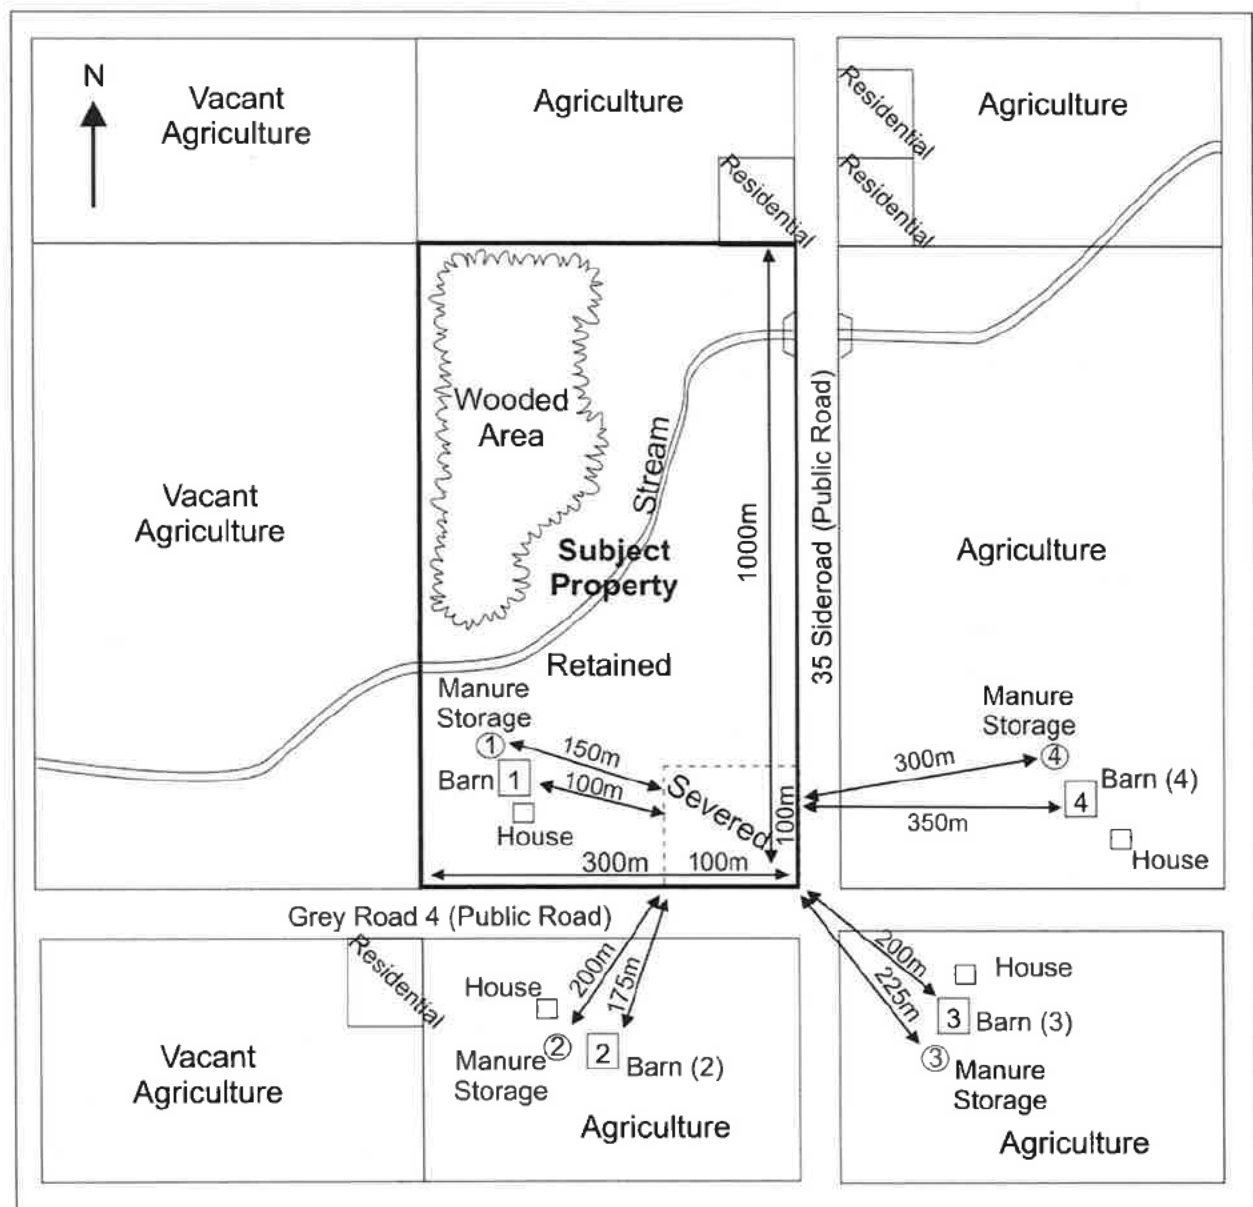 N
Vacant
Agriculture
Agriculture
Residential
Residential
Residential
Agriculture
Wooded
Area
Stream
Vacant
Agriculture
Subject
Property
1000m
35 Sideroad (Public Road)
Agriculture
Retained
Manure
Storage
1
150m
Barn 1
100m
House
Severed
100m
300m
100m
Manure
Storage
4
300m
Barn (4)
4
350m
House
Grey Road 4 (Public Road)
Residential
200m
175m
House
2
Manure
Storage
2
Barn (2)
Vacant
Agriculture
Agriculture
200m
225m
House
3
Barn (3)
3
Manure
Storage
Agriculture